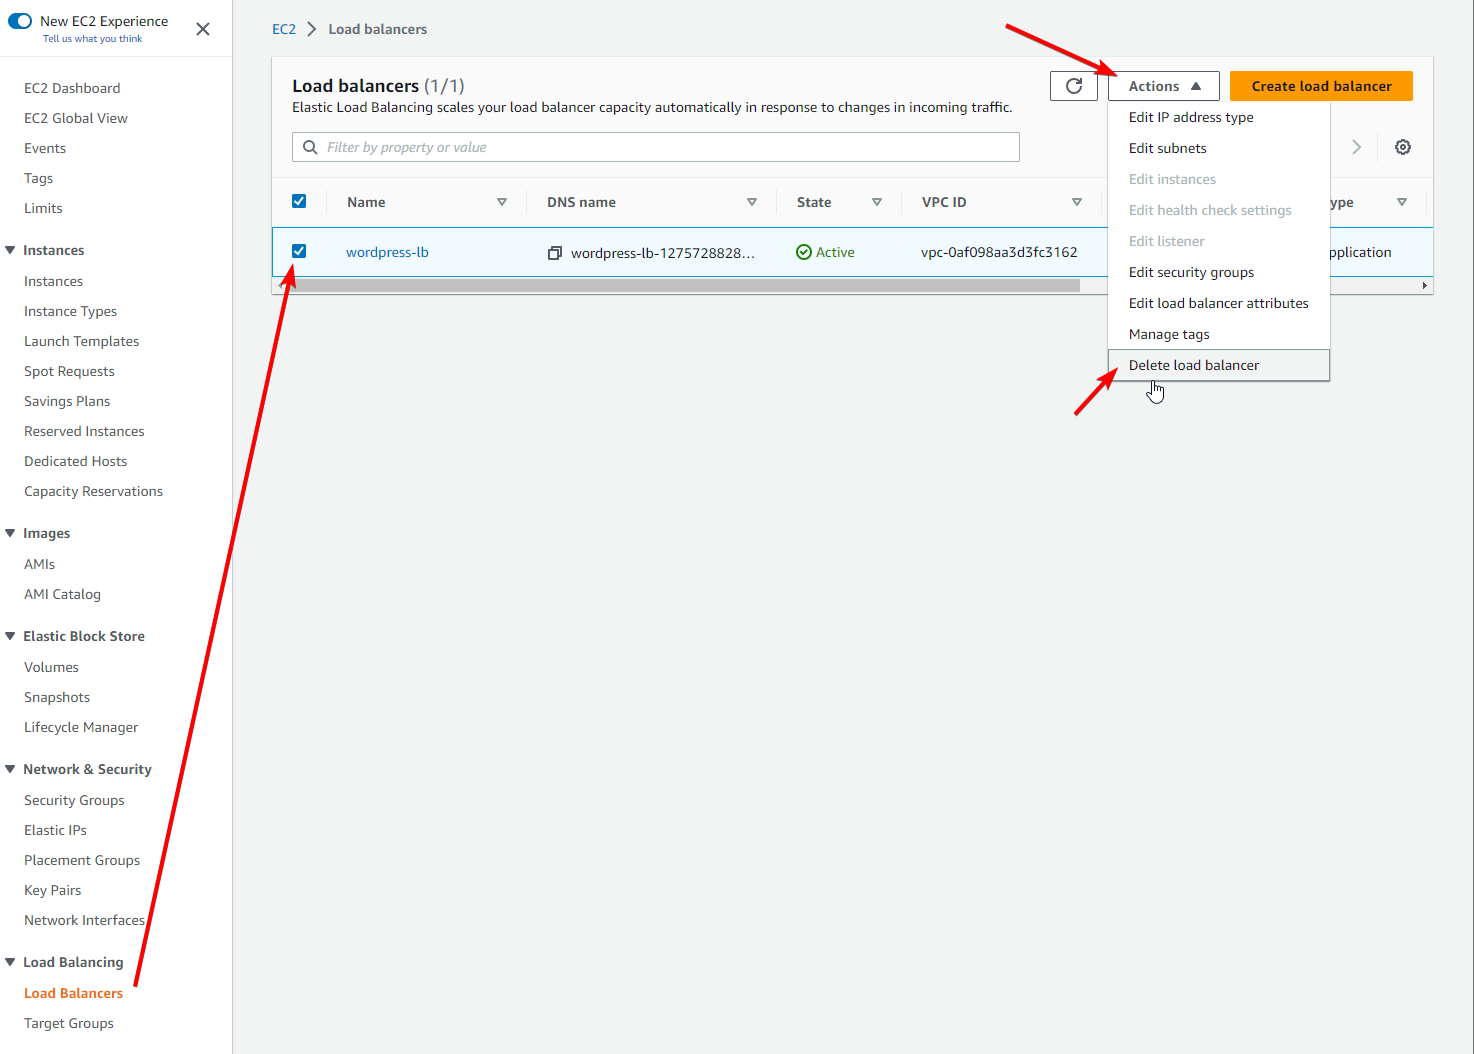 New EC2 Experience
Tell us what you think
EC2 Dashboard
EC2 Global View
Events
Tags
Limits
Instances
Instances
Instance Types
Launch Templates
Spot Requests
Savings Plans
Reserved Instances
Dedicated Hosts
Capacity Reservations
Images
AMIs
AMI Catalog
Elastic Block Store
Volumes
Snapshots
Lifecycle Manager
Network & Security
Security Groups
Elastic IPs
Placement Groups
Key Pairs
Network Interfaces
Load Balancing
Load Balancers
Target Groups
EC2 Load balancers
Load balancers (1/1)
Elastic Load Balancing scales your load balancer capacity automatically in response to changes in incoming traffic.
Actions Create load balancer
Filter by property or value
Name DNS name State VPC ID ype
wordpress-lb wordpress-lb-1275728828... Active vpc-0af098aa3d3fc3162 pplication
Edit IP address type
Edit subnets
Edit instances
Edit health check settings
Edit listener
Edit security groups
Edit load balancer attributes
Manage tags
Delete load balancer